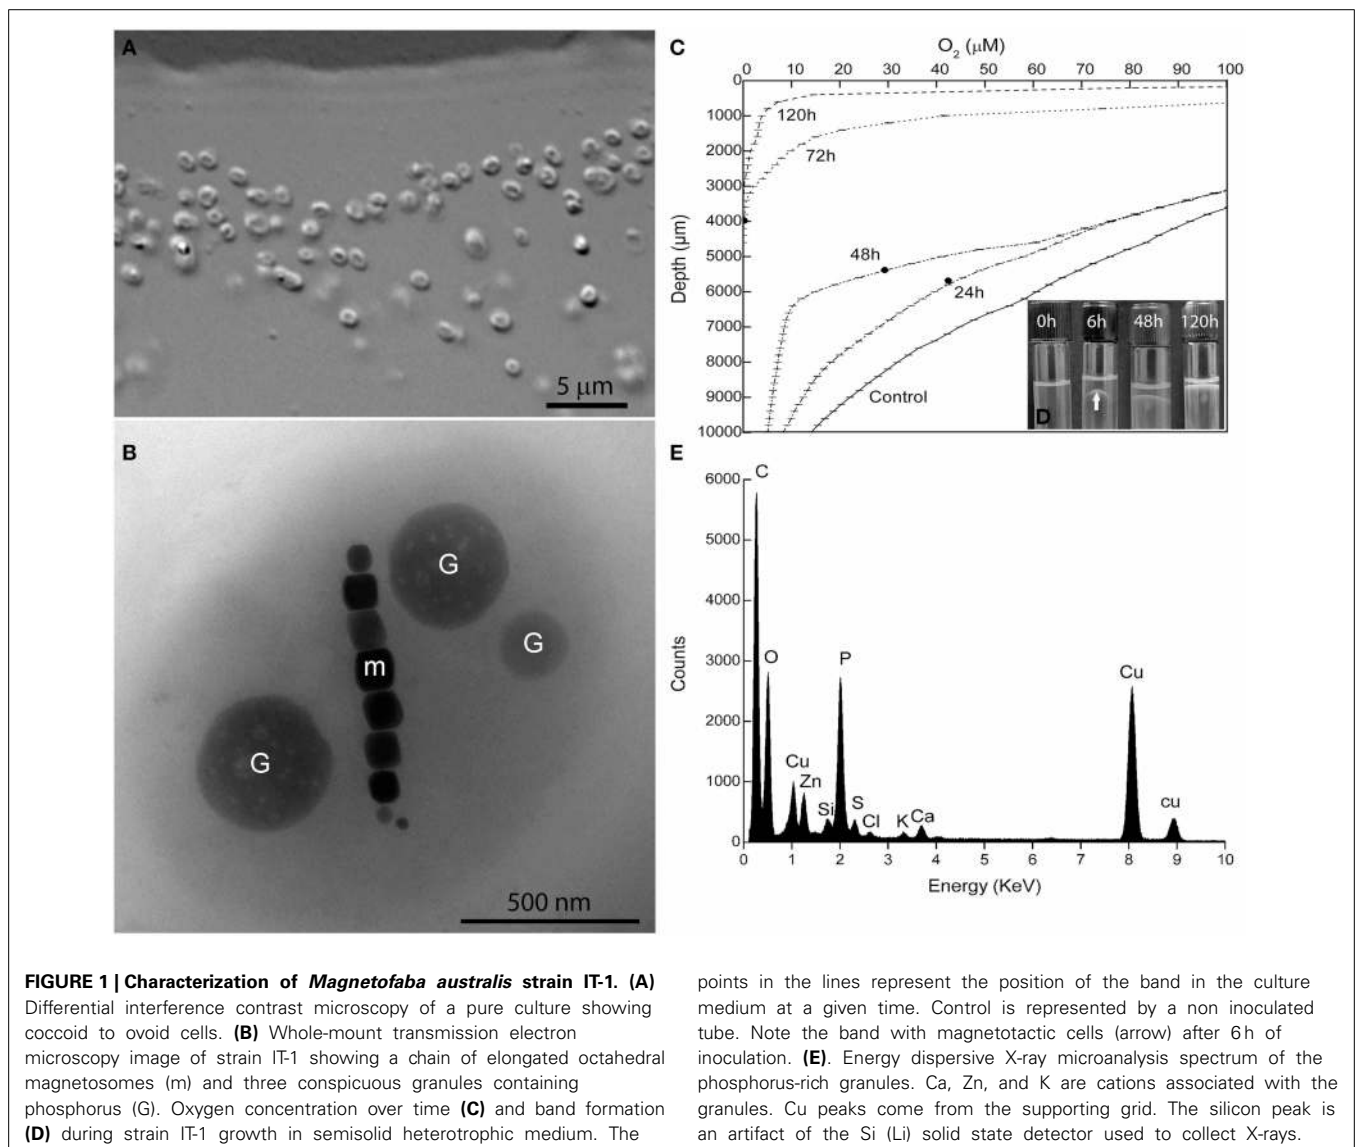 A
5 µm
B
G
G
m
G
500 nm
C
O2 (µM)
0 10 20 30 40 50 60 70 80 90 100
0
1000
2000
3000
4000
5000
6000
7000
8000
9000
10000
Depth (µm)
120h
72h
48h
24h
Control
0h 6h 48h 120h
D
E
6000
5000
4000
3000
2000
1000
0
Counts
C
O
Cu
Zn
Si
P
S
Cl
K
Ca
Cu
cu
0 1 2 3 4 5 6 7 8 9 10
Energy (KeV)
FIGURE 1 | Characterization of Magnetofaba australis strain IT-1. (A)
Differential interference contrast microscopy of a pure culture showing
coccoid to ovoid cells. (B) Whole-mount transmission electron
microscopy image of strain IT-1 showing a chain of elongated octahedral
magnetosomes (m) and three conspicuous granules containing
phosphorus (G). Oxygen concentration over time (C) and band formation
(D) during strain IT-1 growth in semisolid heterotrophic medium. The
points in the lines represent the position of the band in the culture
medium at a given time. Control is represented by a non inoculated
tube. Note the band with magnetotactic cells (arrow) after 6 h of
inoculation. (E). Energy dispersive X-ray microanalysis spectrum of the
phosphorus-rich granules. Ca, Zn, and K are cations associated with the
granules. Cu peaks come from the supporting grid. The silicon peak is
an artifact of the Si (Li) solid state detector used to collect X-rays.